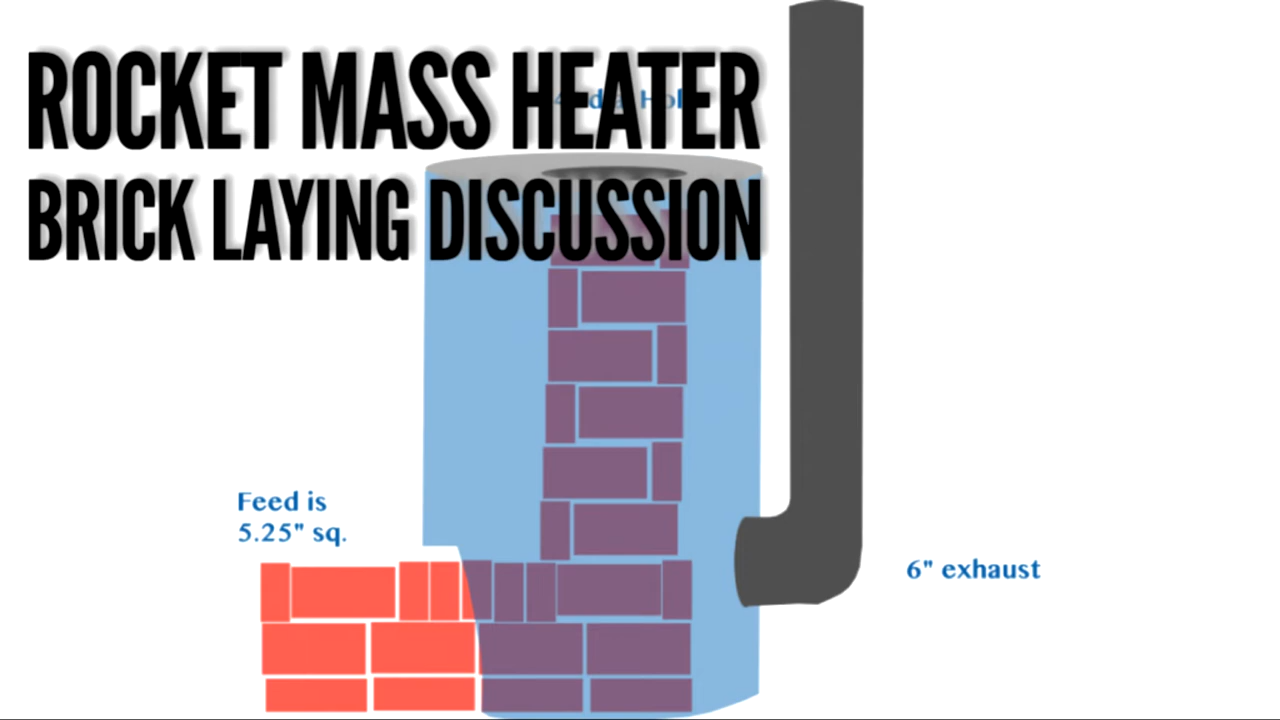 ROCKET MASS HEATER
BRICK LAYING DISCUSSION
Feed is
5.25" sq.
6" exhaust